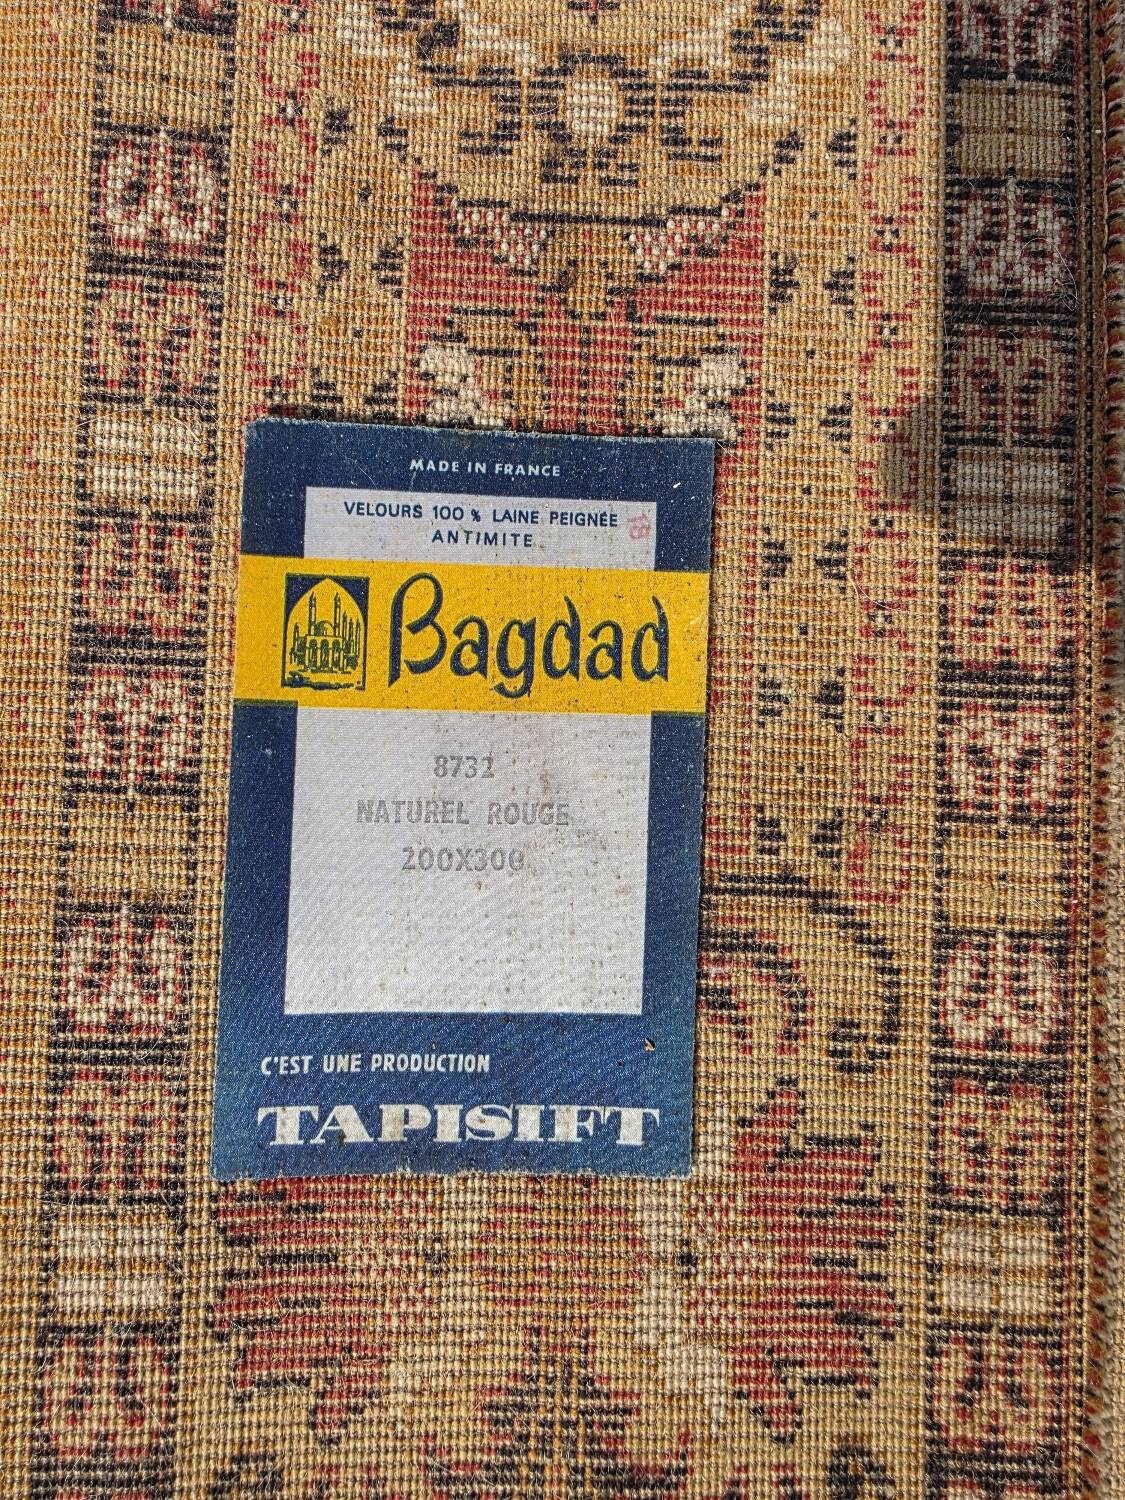 MADE IN FRANCE
VELOURS 100 % LAINE PEIGNÉE
ANTIMITE
Bagdad
8732
NATUREL ROUGE
200X300
C'EST UNE PRODUCTION
TAPISIFT